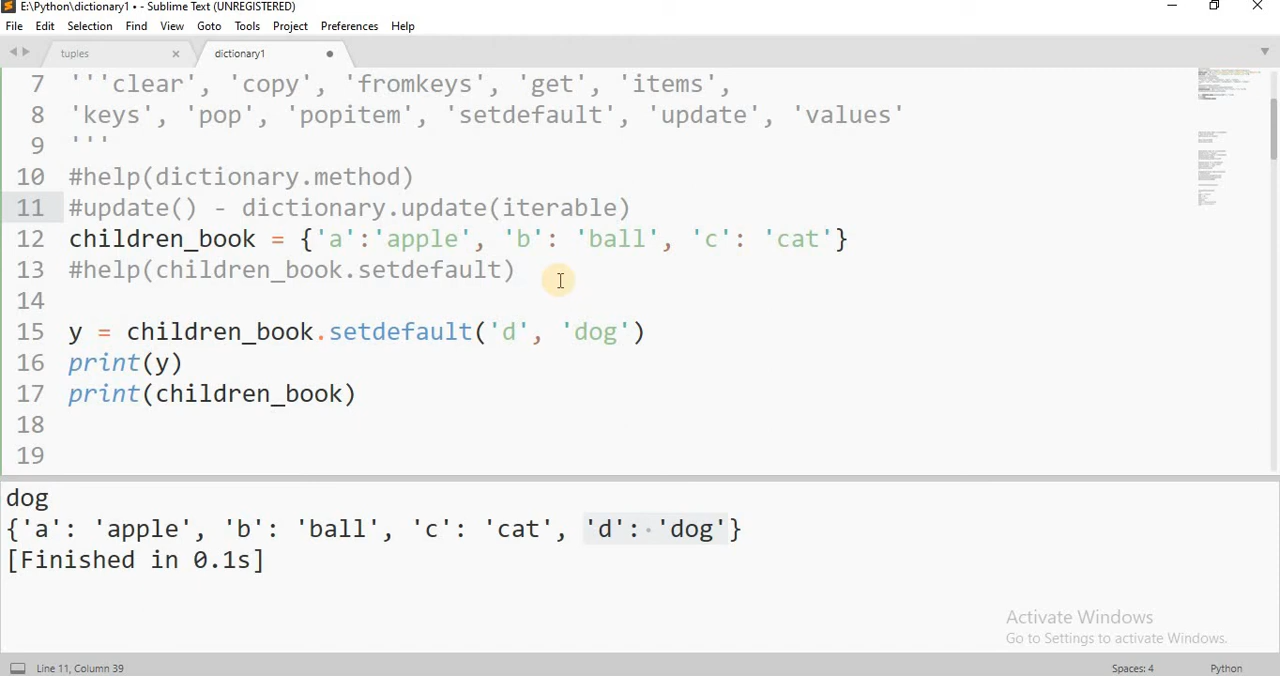 E:\Python\dictionary1 • - Sublime Text (UNREGISTERED)
File Edit Selection Find View Goto Tools Project Preferences Help
tuples × dictionary1 •
7 '''clear', 'copy', 'fromkeys', 'get', 'items',
8 'keys', 'pop', 'popitem', 'setdefault', 'update', 'values'
9 '''
10 #help(dictionary.method)
11 #update() - dictionary.update(iterable)
12 children_book = {'a':'apple', 'b': 'ball', 'c': 'cat'}
13 #help(children_book.setdefault)
14
15 y = children_book.setdefault('d', 'dog')
16 print(y)
17 print(children_book)
18
19
dog
{'a': 'apple', 'b': 'ball', 'c': 'cat', 'd': 'dog'}
[Finished in 0.1s]
Activate Windows
Go to Settings to activate Windows.
Line 11, Column 39 Spaces: 4 Python